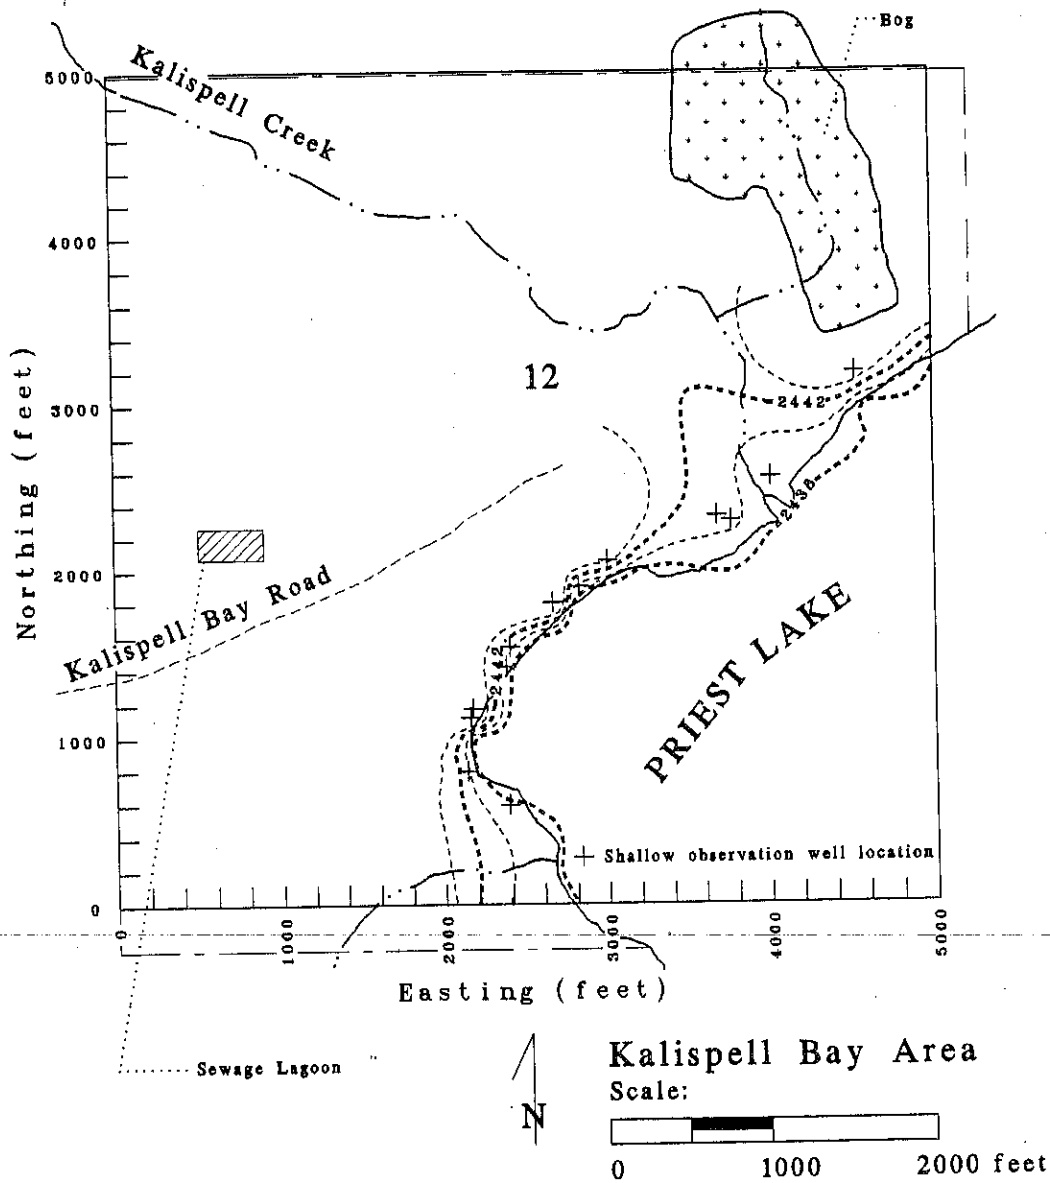 Bog
5000
Kalispell Creek
4000
12
3000
2442
2438
Northing (feet)
2000
Kalispell Bay Road
2442
PRIEST LAKE
1000
Shallow observation well location
0
0
1000
2000
3000
4000
5000
Easting (feet)
Sewage Lagoon
N
Kalispell Bay Area
Scale:
0
1000
2000 feet